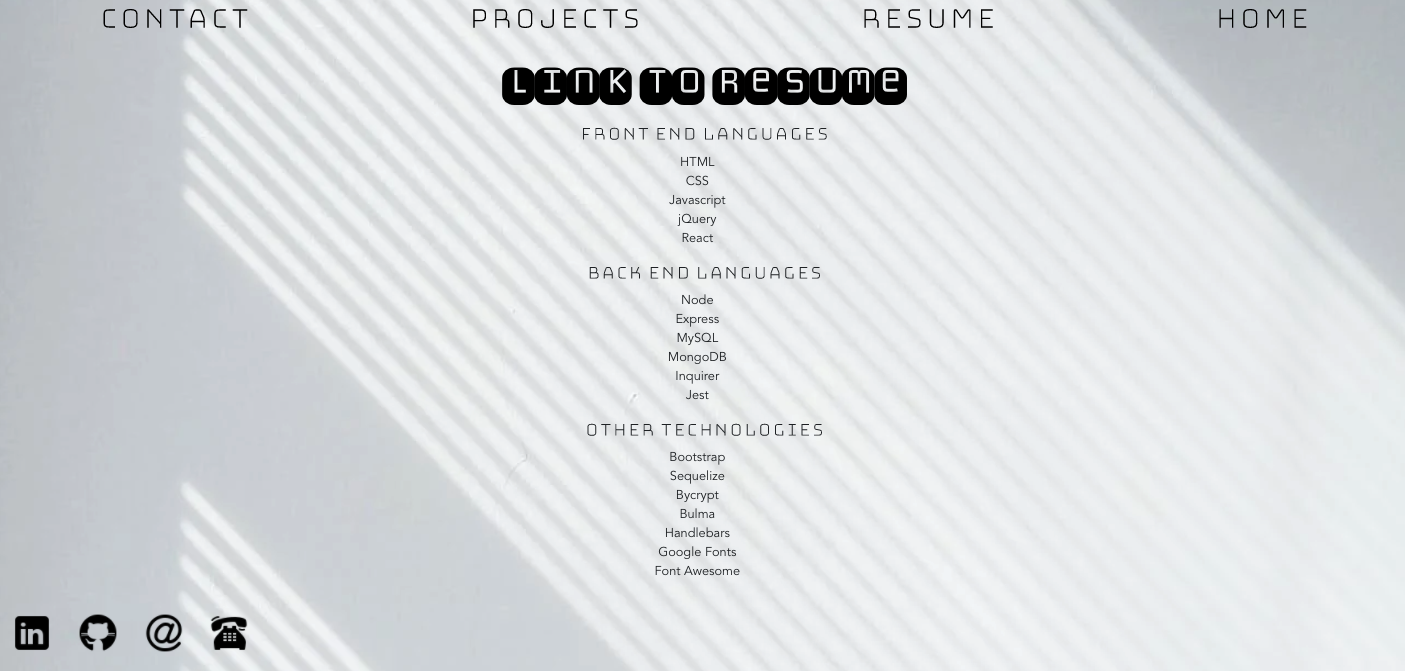 CONTACT PROJECTS RESUME HOME
LINK TO ReSUMe
FRONT END LANGUAGES
HTML
CSS
Javascript
jQuery
React
BACK END LANGUAGES
Node
Express
MySQL
MongoDB
Inquirer
Jest
OTHER TECHNOLOGIES
Bootstrap
Sequelize
Bycrypt
Bulma
Handlebars
Google Fonts
Font Awesome
in @